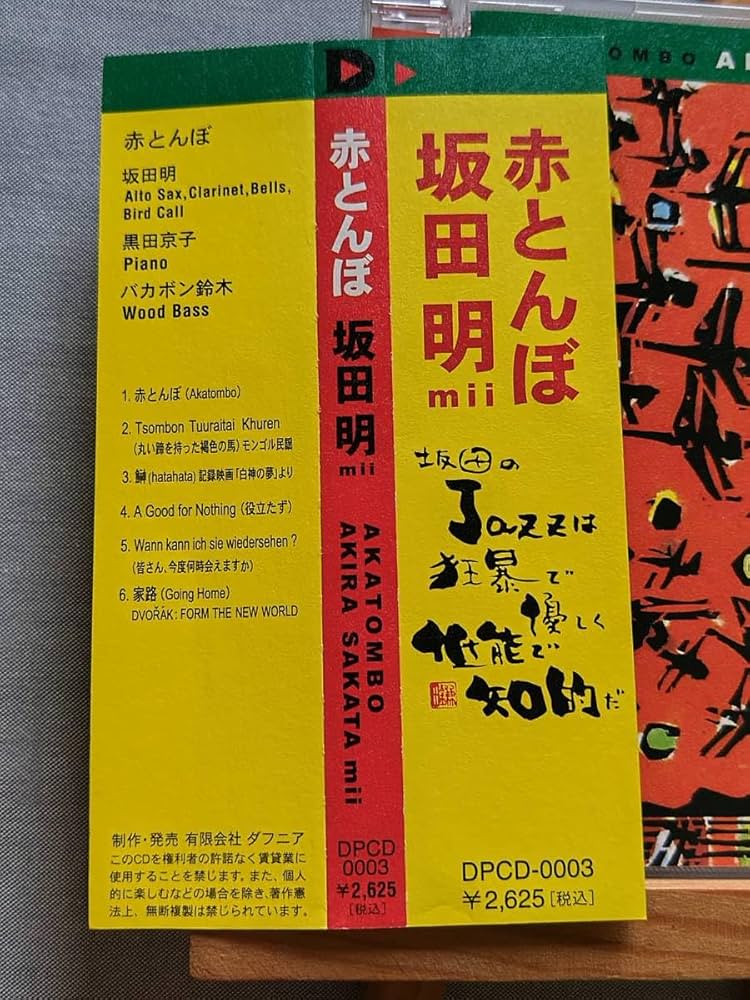 赤とんぼ
坂田明
Alto Sax,Clarinet,Bells,
Bird Call
黒田京子
Piano
バカボン鈴木
Wood Bass
1. 赤とんぼ (Akatombo)
2. Tsombon Tuuraitai Khuren
(丸い蹄を持った褐色の馬) モンゴル民謡
3. 鰰 (hatahata) 記録映画「白神の夢」より
4. A Good for Nothing (役立たず)
5. Wann kann ich sie wiedersehen ?
(皆さん、今度何時会えますか)
6. 家路 (Going Home)
DVOŘÁK : FORM THE NEW WORLD
制作・発売 有限会社 ダフニア
このCDを権利者の許諾なく賃貸業に
使用することを禁じます。また、個人
的に楽しむなどの場合を除き、著作憲
法上、無断複製は禁じられています。
D
赤とんぼ
坂田明
mii
AKATOMBO
AKIRA SAKATA mii
DPCD
0003
¥2,625
[税込]
赤とんぼ
坂田明
mii
坂田の
Jazzは
狂暴で
優しく
低能で
知的だ
DPCD-0003
¥2,625 [税込]
OMBO